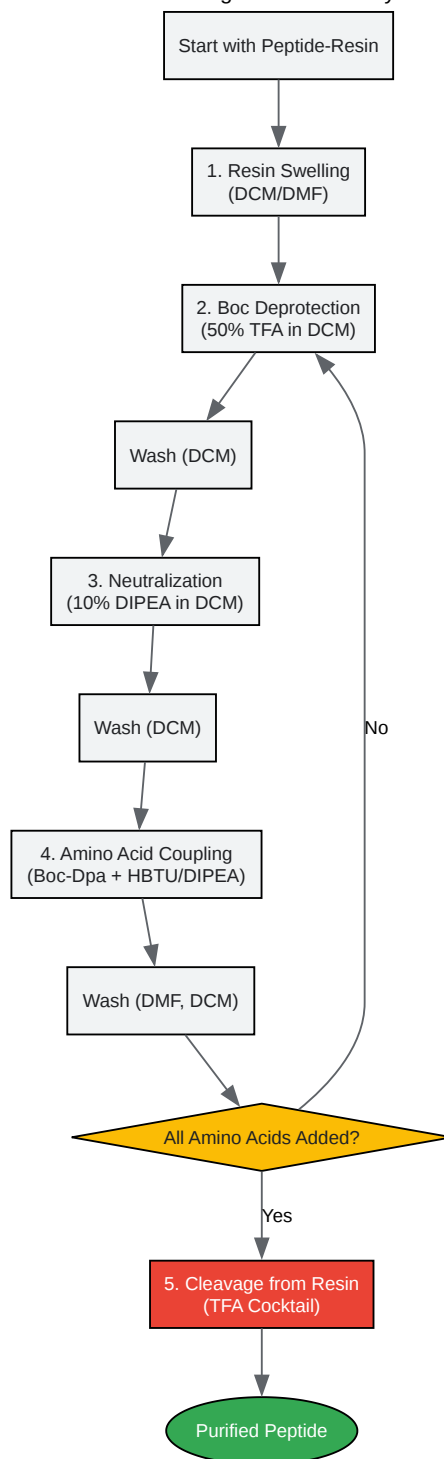 Start with Peptide-Resin
1. Resin Swelling
(DCM/DMF)
2. Boc Deprotection
(50% TFA in DCM)
Wash (DCM)
3. Neutralization
(10% DIPEA in DCM)
Wash (DCM)
No
4. Amino Acid Coupling
(Boc-Dpa + HBTU/DIPEA)
Wash (DMF, DCM)
All Amino Acids Added?
Yes
5. Cleavage from Resin
(TFA Cocktail)
Purified Peptide